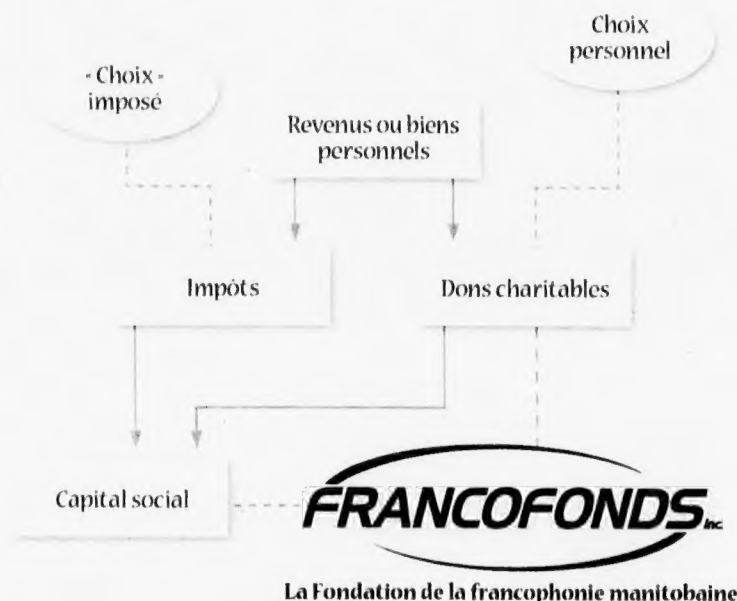 Choix
personnel
« Choix »
imposé
Revenus ou biens
personnels
Impôts
Dons charitables
Capital social
FRANCOFONDS Inc.
La Fondation de la francophonie manitobaine